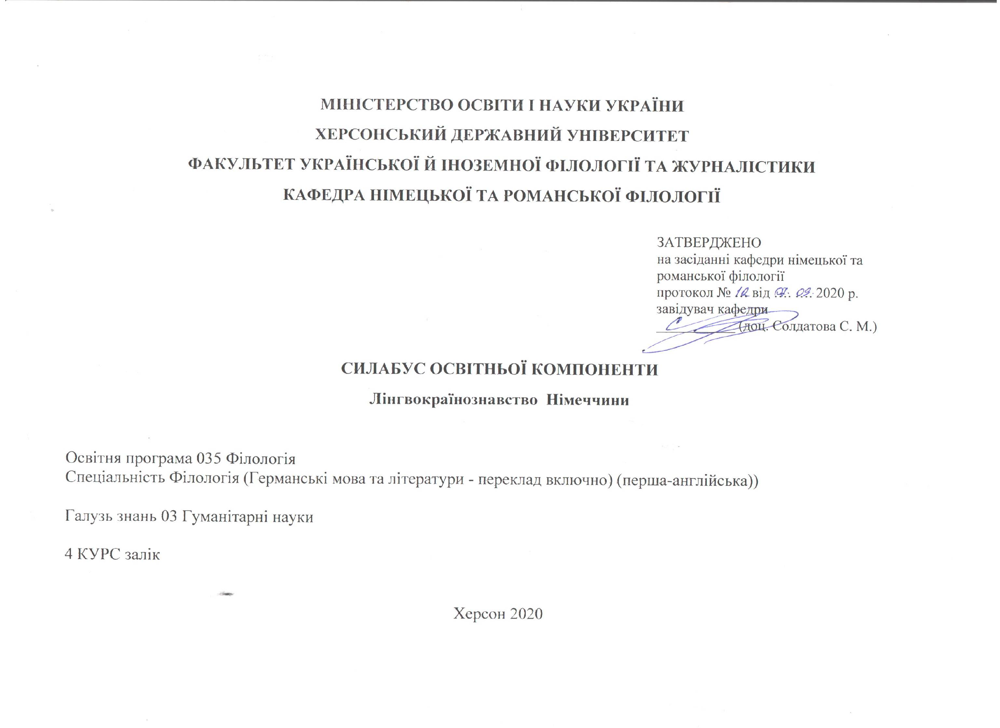 МІНІСТЕРСТВО ОСВІТИ І НАУКИ УКРАЇНИ
ХЕРСОНСЬКИЙ ДЕРЖАВНИЙ УНІВЕРСИТЕТ
ФАКУЛЬТЕТ УКРАЇНСЬКОЇ Й ІНОЗЕМНОЇ ФІЛОЛОГІЇ ТА ЖУРНАЛІСТИКИ
КАФЕДРА НІМЕЦЬКОЇ ТА РОМАНСЬКОЇ ФІЛОЛОГІЇ
ЗАТВЕРДЖЕНО
на засіданні кафедри німецької та
романської філології
протокол № від 09. 2020 р.
завідувач кафедри
(доц. Солдатова С. М.)
СИЛАБУС ОСВІТНЬОЇ КОМПОНЕНТИ
Лінгвокраїнознавство Німеччини
Освітня програма 035 Філологія
Спеціальність Філологія (Германські мова та літератури - переклад включно) (перша-англійська))
Галузь знань 03 Гуманітарні науки
4 КУРС залік
Херсон 2020